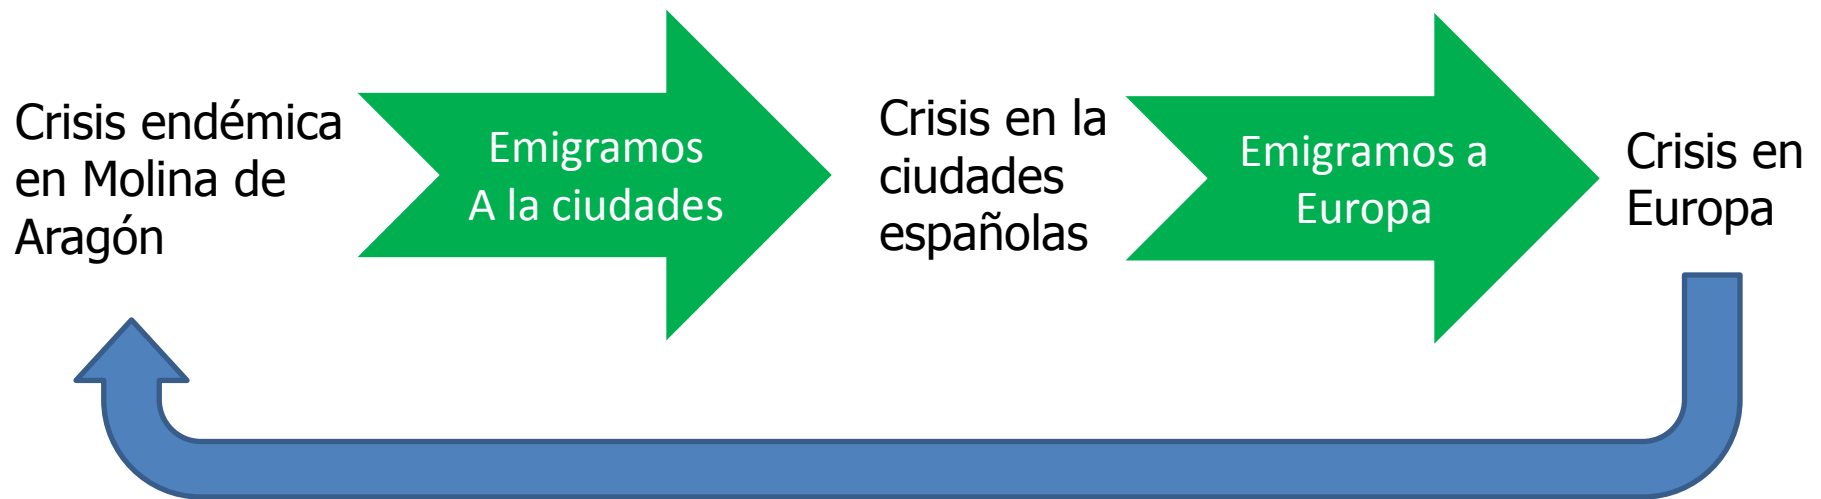 Crisis endémica
en Molina de
Aragón
Emigramos
A la ciudades
Crisis en la
ciudades
españolas
Emigramos a
Europa
Crisis en
Europa